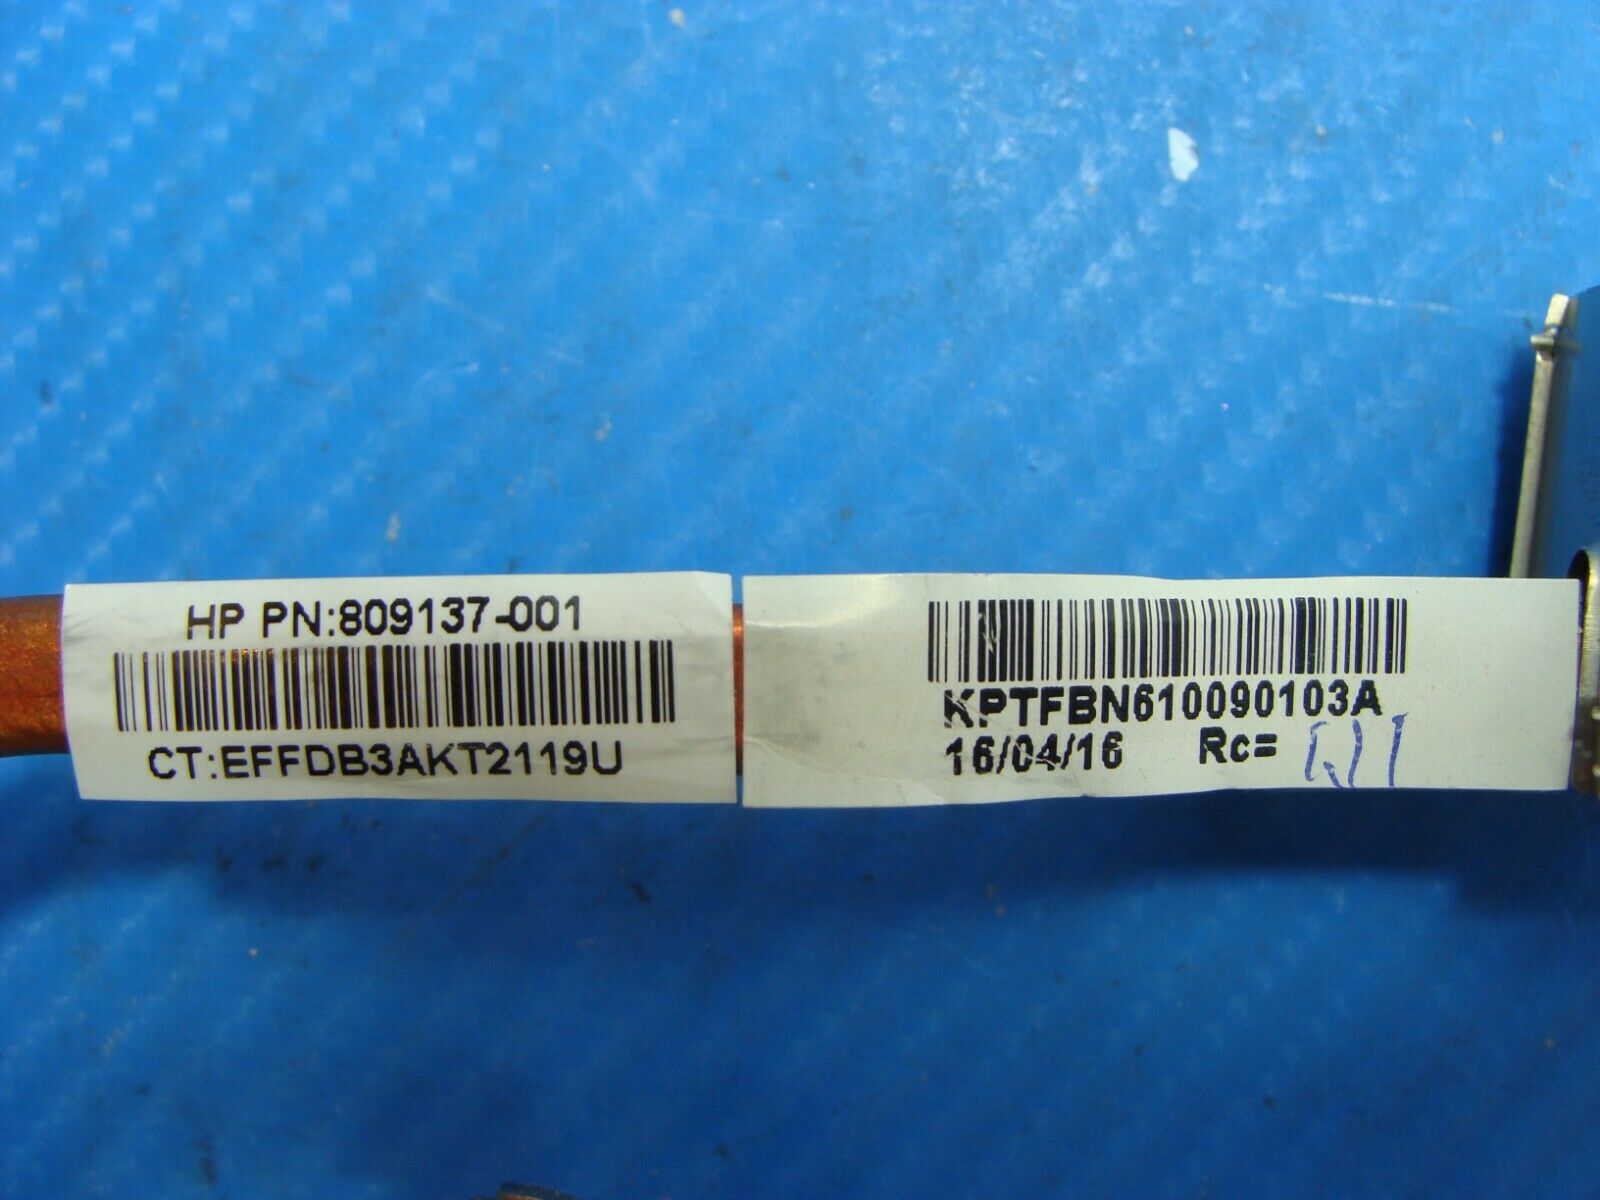 HP PN:809137-001
CT:EFFDB3AKT2119U
KPTFBN610090103A
16/04/16 Rc=